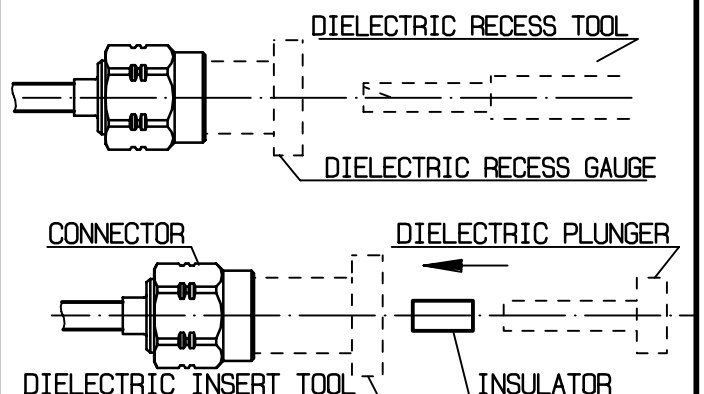 DIELECTRIC RECESS TOOL
DIELECTRIC RECESS GAUGE
CONNECTOR
DIELECTRIC PLUNGER
DIELECTRIC INSERT TOOL
INSULATOR